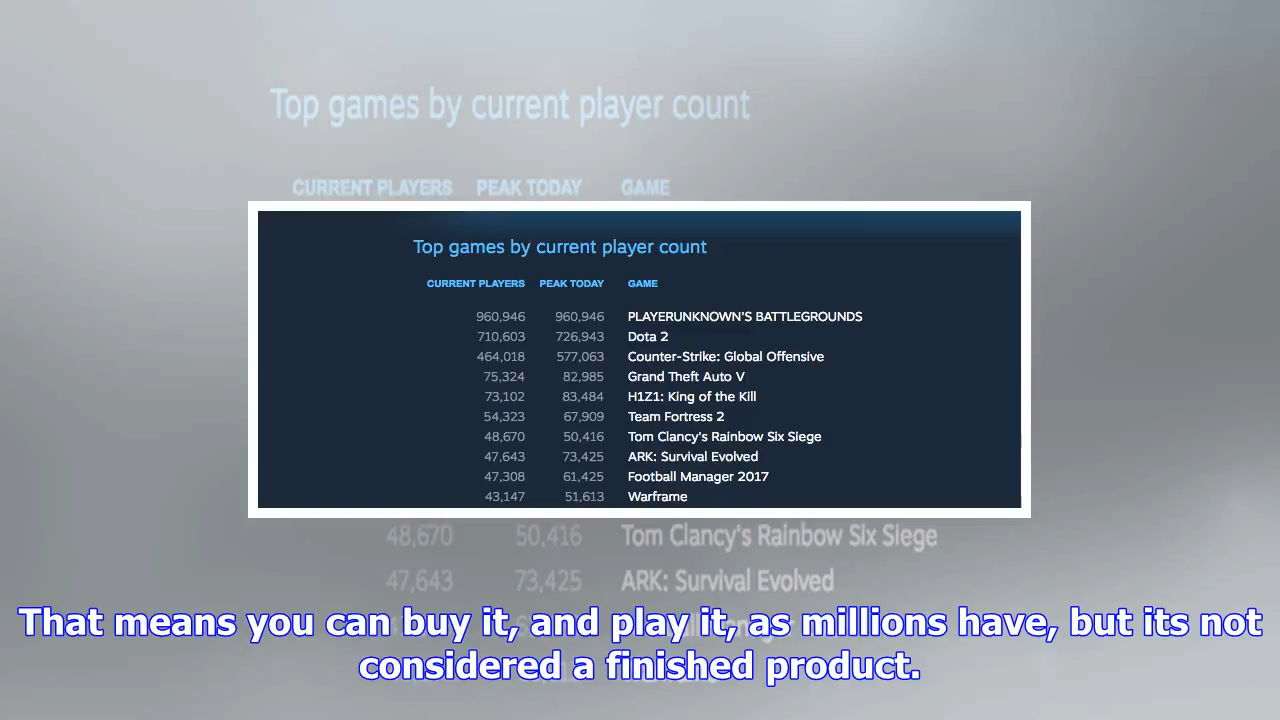 Top games by current player count
CURRENT PLAYERS PEAK TODAY GAME
Top games by current player count
CURRENT PLAYERS PEAK TODAY GAME
960,946 960,946 PLAYERUNKNOWN'S BATTLEGROUNDS
710,603 726,943 Dota 2
464,018 577,063 Counter-Strike: Global Offensive
75,324 82,985 Grand Theft Auto V
73,102 83,484 H1Z1: King of the Kill
54,323 67,909 Team Fortress 2
48,670 50,416 Tom Clancy's Rainbow Six Siege
47,643 73,425 ARK: Survival Evolved
47,308 61,425 Football Manager 2017
43,147 51,613 Warframe
48,670 50,416 Tom Clancy's Rainbow Six Siege
47,643 73,425 ARK: Survival Evolved
That means you can buy it, and play it, as millions have, but its not
considered a finished product.